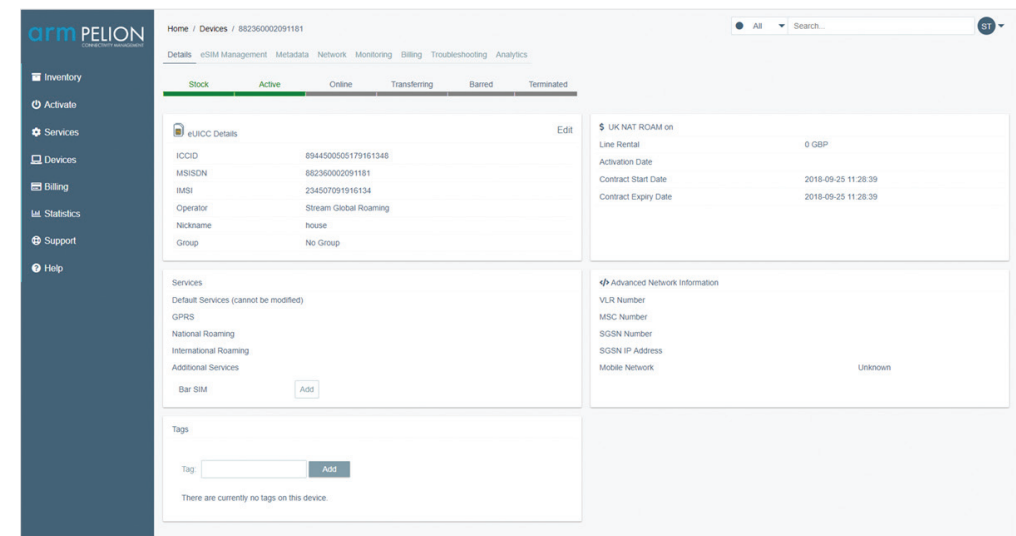 arm PELION
CONNECTIVITY MANAGEMENT
Inventory
Activate
Services
Devices
Billing
Statistics
Support
Help
Home / Devices / 882360002091181
All
Search...
ST
Details eSIM Management Metadata Network Monitoring Billing Troubleshooting Analytics
Stock Active Online Transferring Barred Terminated
eUICC Details Edit
ICCID 8944500505179161348
MSISDN 882360002091181
IMSI 234507091916134
Operator Stream Global Roaming
Nickname house
Group No Group
$ UK NAT ROAM on
Line Rental 0 GBP
Activation Date
Contract Start Date 2018-09-25 11:28:39
Contract Expiry Date 2018-09-25 11:28:39
Services
Default Services (cannot be modified)
GPRS
National Roaming
International Roaming
Additional Services
Bar SIM Add
</> Advanced Network Information
VLR Number
MSC Number
SGSN Number
SGSN IP Address
Mobile Network Unknown
Tags
Tag: Add
There are currently no tags on this device.